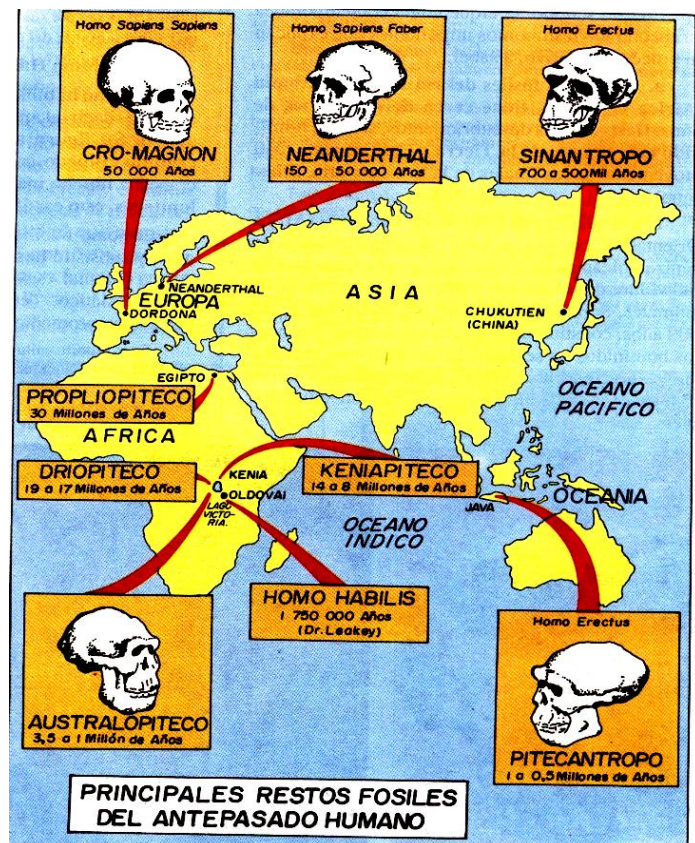 Homo Sapiens Sapiens
CRO-MAGNON
50 000 Años
Homo Sapiens Faber
NEANDERTHAL
150 a 50 000 Años
Homo Erectus
SINANTROPO
700 a 500 Mil Años
NEANDERTHAL
EUROPA
DORDONA
ASIA
CHUKUTIEN
(CHINA)
EGIPTO
PROPLIOPITECO
30 Millones de Años
AFRICA
OCEANO
PACIFICO
DRIOPITECO
19 a 17 Millones de Años
KENIA
OLDOVAI
LAGO
VICTO-
RIA.
KENIAPITECO
14 a 8 Millones de Años
JAVA
OCEANIA
OCEANO
INDICO
HOMO HABILIS
1 750 000 Años
(Dr. Leakey)
AUSTRALOPITECO
3,5 a 1 Millón de Años
Homo Erectus
PITECANTROPO
1 a 0,5 Millones de Años
PRINCIPALES RESTOS FOSILES
DEL ANTEPASADO HUMANO